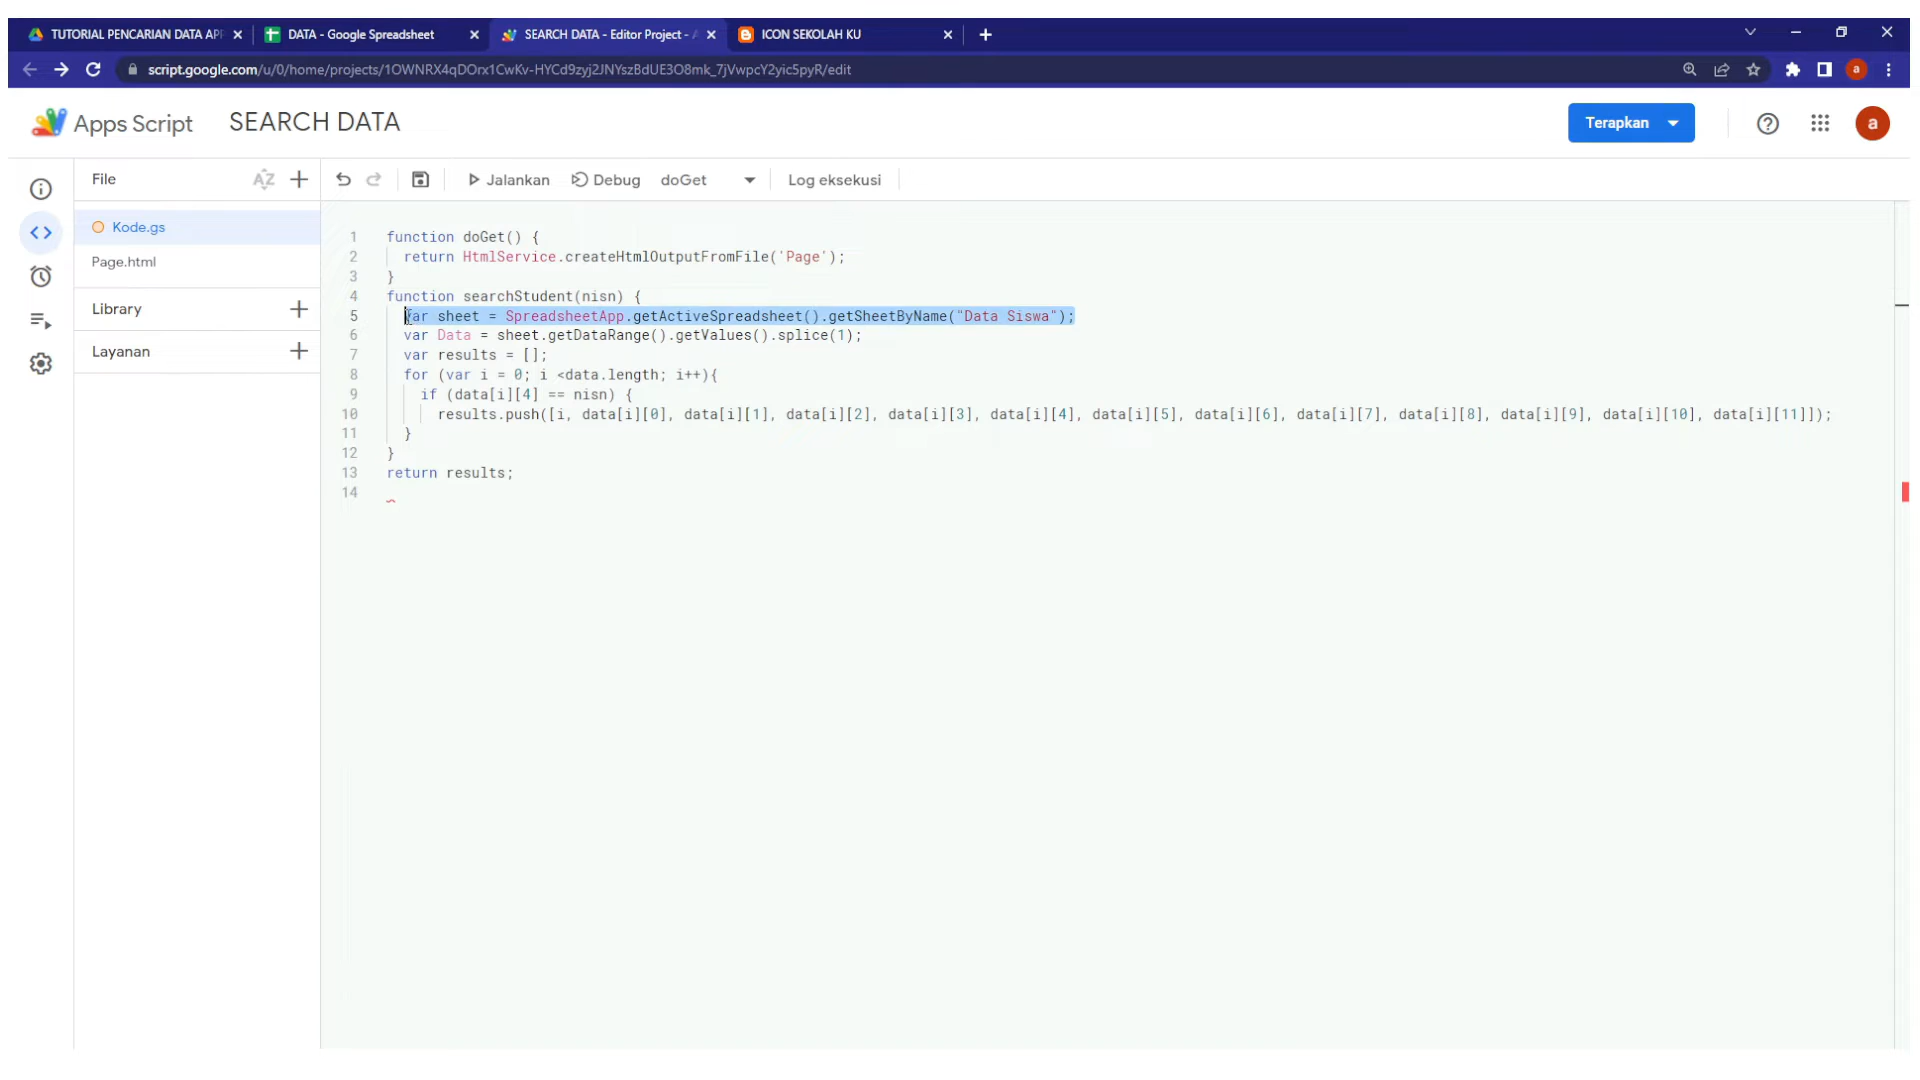 TUTORIAL PENCARIAN DATA API
DATA - Google Spreadsheet
SEARCH DATA - Editor Project - A
ICON SEKOLAH KU
script.google.com/u/0/home/projects/1OWNRX4qDOrx1CwKv-HYCd9zyj2JNYszBdUE3O8mk_7jVwpcY2yic5pyR/edit
a
Apps Script
SEARCH DATA
Terapkan
a
File
AZ
Jalankan
Debug
doGet
Log eksekusi
Kode.gs
Page.html
Library
Layanan
1 function doGet() {
2 return HtmlService.createHtmlOutputFromFile('Page');
3 }
4 function searchStudent(nisn) {
5 var sheet = SpreadsheetApp.getActiveSpreadsheet().getSheetByName("Data Siswa");
6 var Data = sheet.getDataRange().getValues().splice(1);
7 var results = [];
8 for (var i = 0; i <data.length; i++){
9 if (data[i][4] == nisn) {
10 results.push([i, data[i][0], data[i][1], data[i][2], data[i][3], data[i][4], data[i][5], data[i][6], data[i][7], data[i][8], data[i][9], data[i][10], data[i][11]]);
11 }
12 }
13 return results;
14